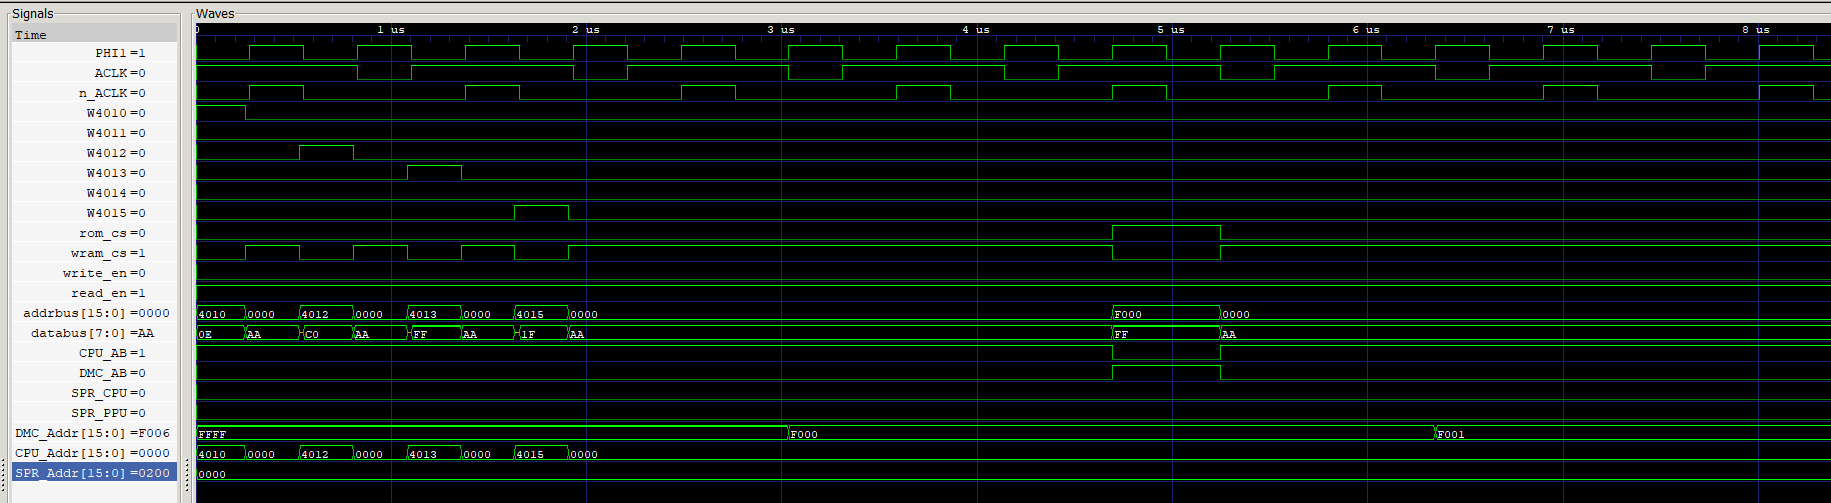 Signals Waves
Time 0 1 us 2 us 3 us 4 us 5 us 6 us 7 us 8 us
PHI1=1
ACLK=0
n_ACLK=0
W4010=0
W4011=0
W4012=0
W4013=0
W4014=0
W4015=0
rom_cs=0
wram_cs=1
write_en=0
read_en=1
addrbus[15:0]=0000 4010 0000 4012 0000 4013 0000 4015 0000 F000 0000
databus[7:0]=AA 0E AA C0 AA FF AA 1F AA FF AA
CPU_AB=1
DMC_AB=0
SPR_CPU=0
SPR_PPU=0
DMC_Addr[15:0]=F006 FFFF F000 F001
CPU_Addr[15:0]=0000 4010 0000 4012 0000 4013 0000 4015 0000
SPR_Addr[15:0]=0200 0000